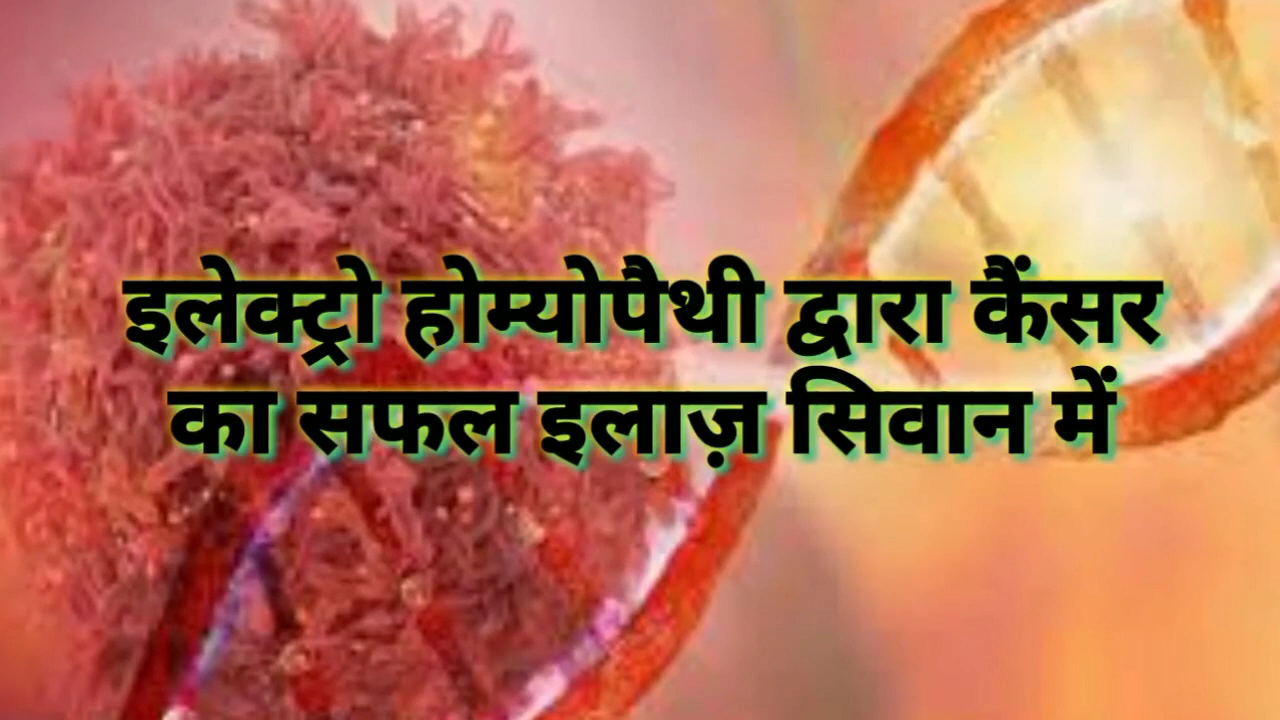 इलेक्ट्रो होम्योपैथी द्वारा कैंसर
का सफल इलाज़ सिवान में